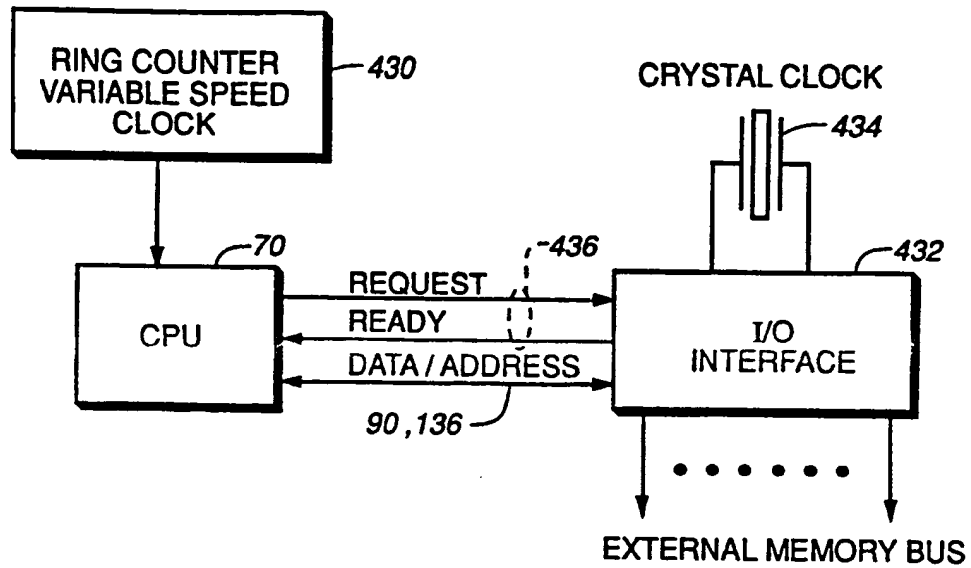 RING COUNTER
VARIABLE SPEED
CLOCK
430
CRYSTAL CLOCK
434
70
436
432
CPU
REQUEST
READY
DATA / ADDRESS
I/O
INTERFACE
90, 136
EXTERNAL MEMORY BUS